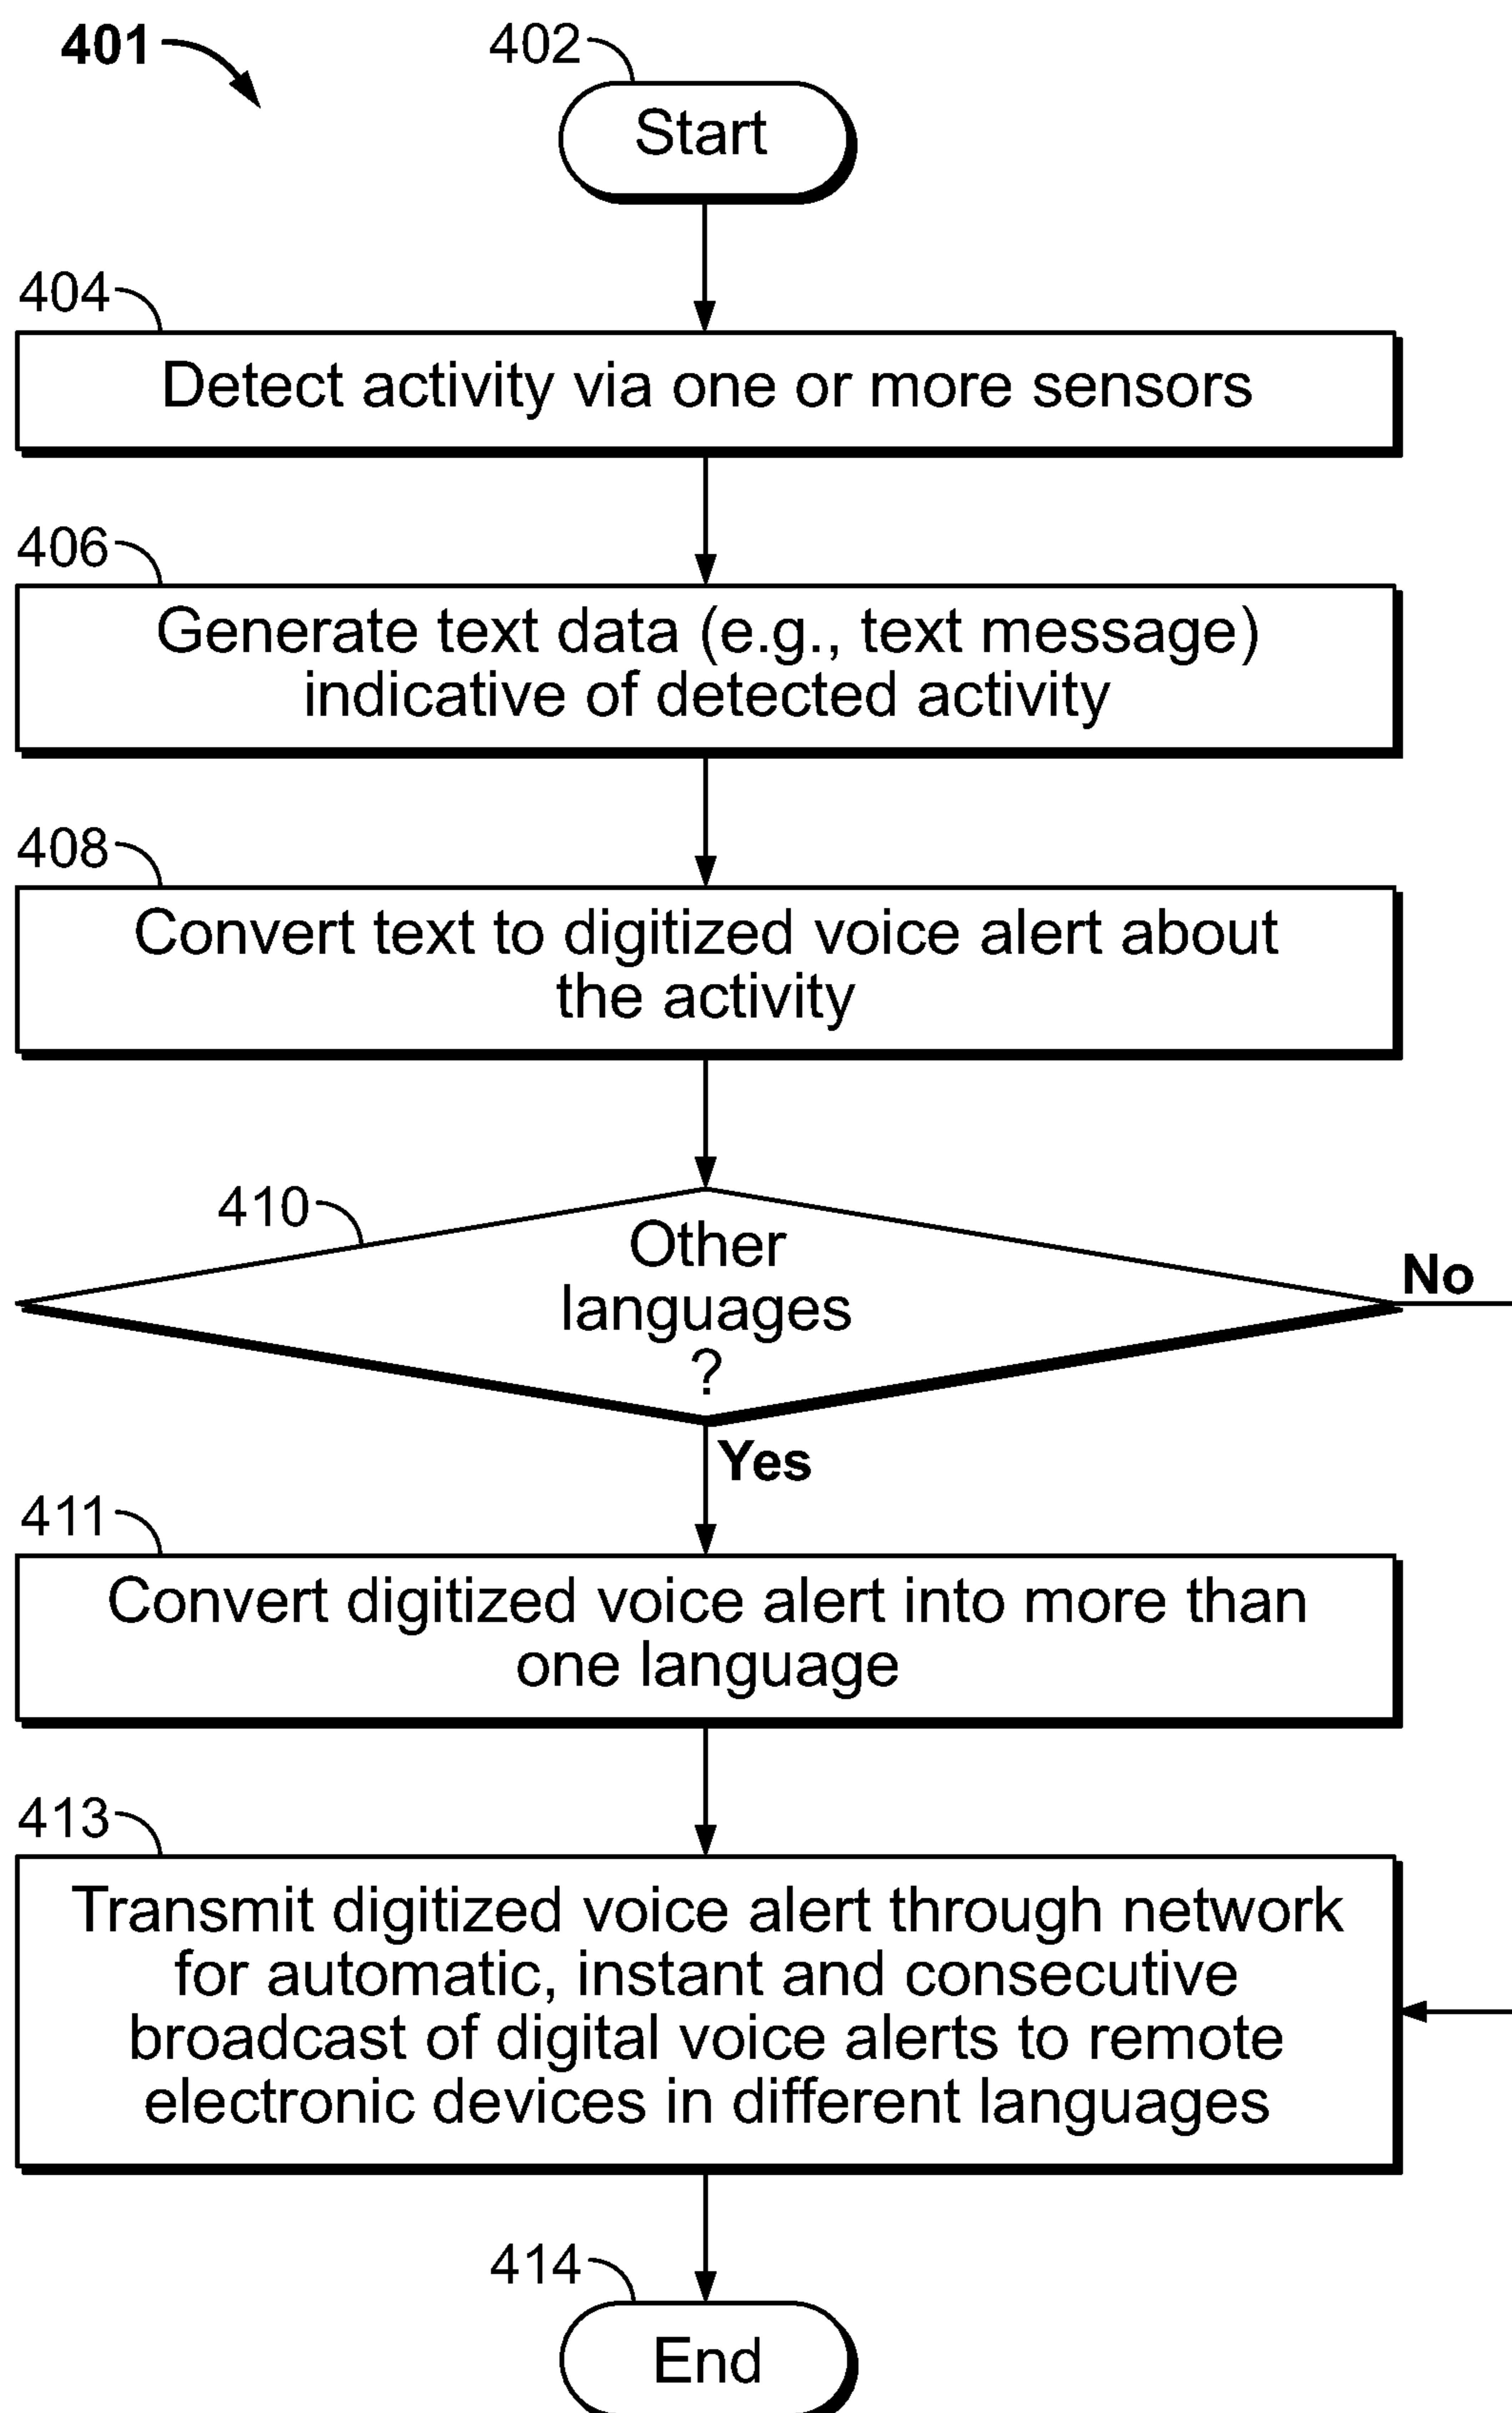 401
402
Start
404
Detect activity via one or more sensors
406
Generate text data (e.g., text message)
indicative of detected activity
408
Convert text to digitized voice alert about
the activity
410
Other
languages
?
No
Yes
411
Convert digitized voice alert into more than
one language
413
Transmit digitized voice alert through network
for automatic, instant and consecutive
broadcast of digital voice alerts to remote
electronic devices in different languages
414
End